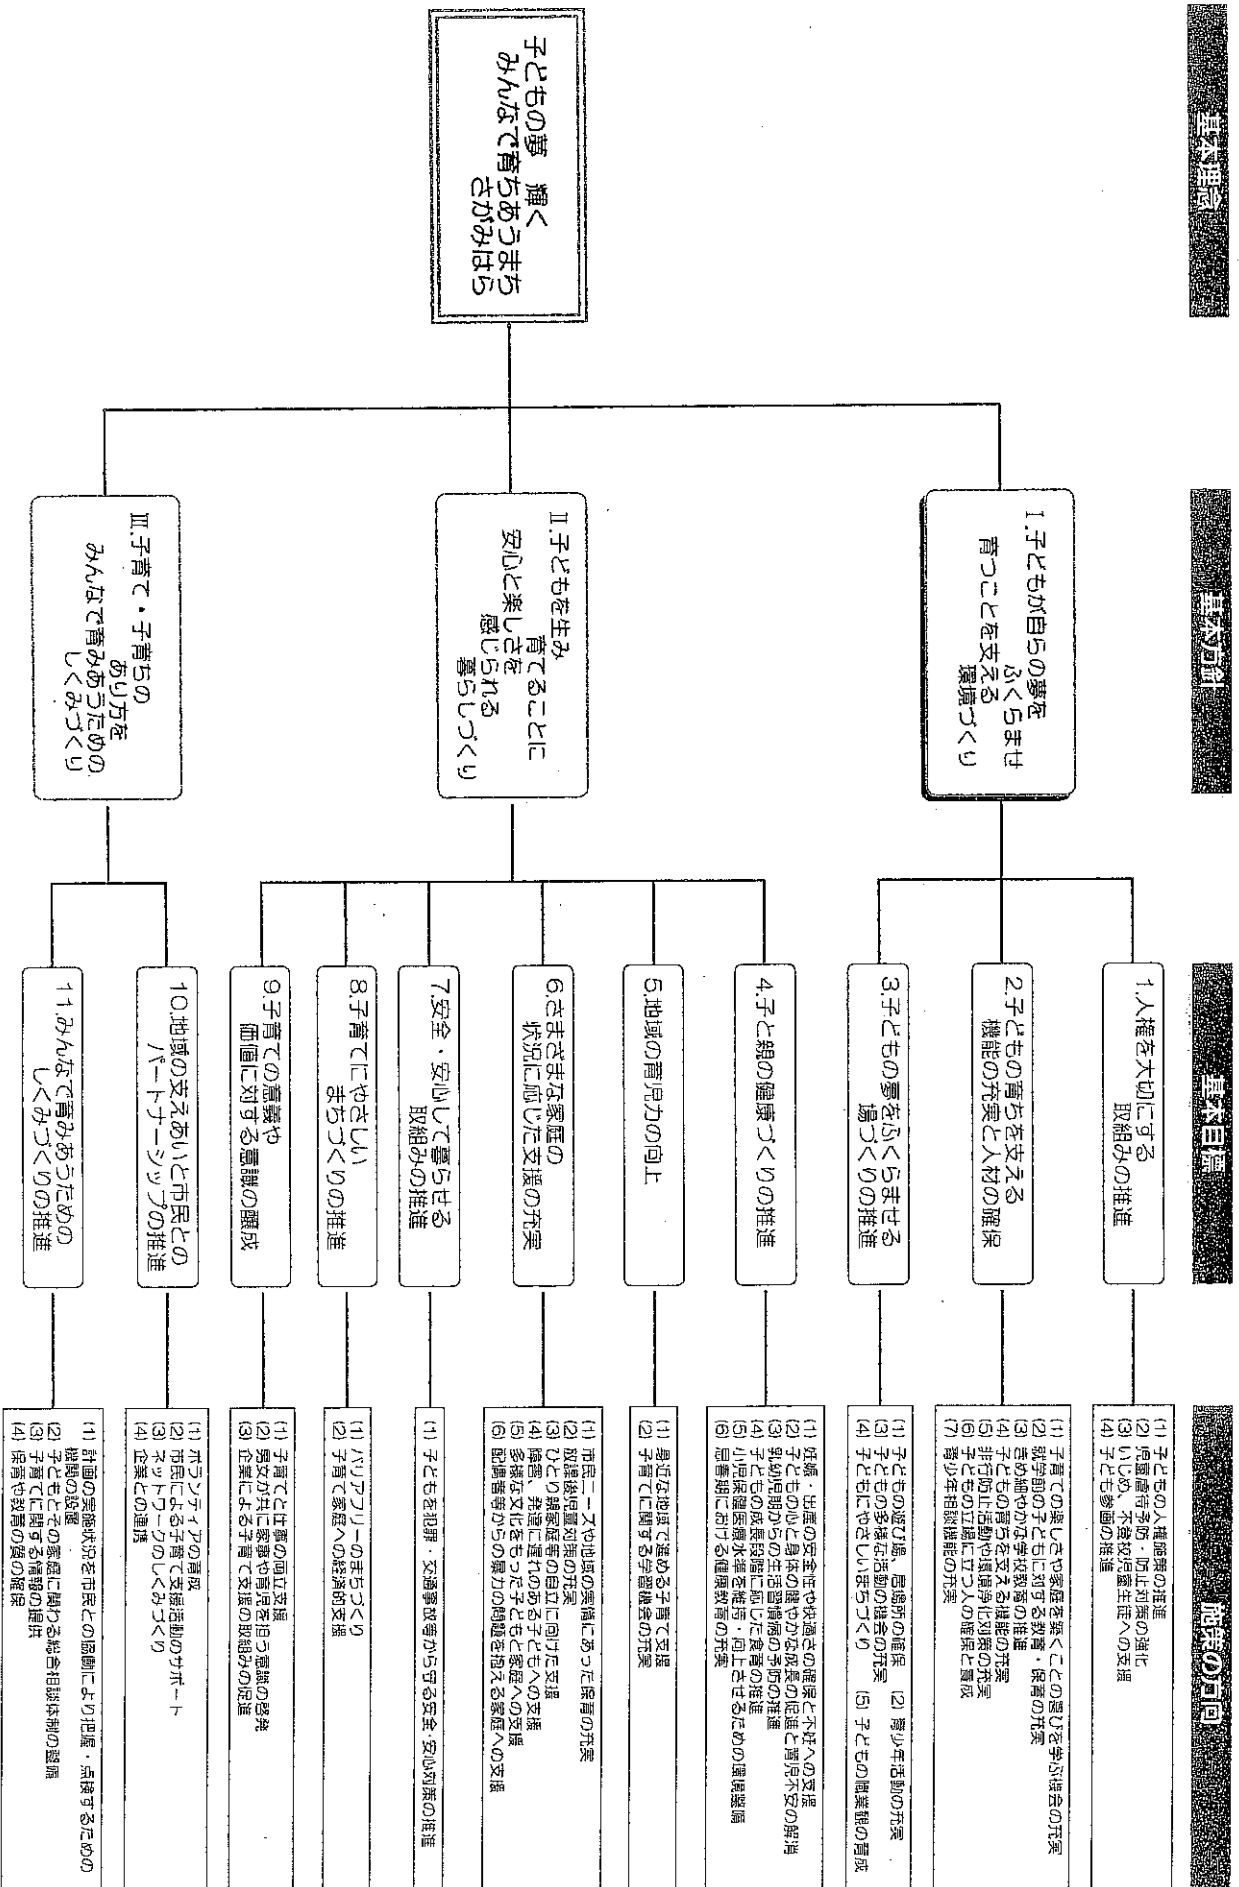 基本理念
基本方針
基本目標
施策の方向
子どもの夢　輝く
みんなで育ちあうまち
さがみはら
Ⅰ.子どもが自らの夢を
ふくらませ
育つことを支える
環境づくり
1.人権を大切にする
取組みの推進
(1) 子どもの人権施策の推進
(2) 児童虐待予防・防止対策の強化
(3) いじめ、不登校児童生徒への支援
(4) 子ども参画の推進
2.子どもの育ちを支える
機能の充実と人材の確保
(1) 子育ての楽しさや家庭を築くことの喜びを学ぶ機会の充実
(2) 就学前の子どもに対する教育・保育の充実
(3) きめ細やかな学校教育の推進
(4) 子どもの育ちを支える機能の充実
(5) 非行防止活動や環境浄化対策の充実
(6) 子どもの立場に立つ人の確保と育成
(7) 青少年相談機能の充実
3.子どもの夢をふくらませる
場づくりの推進
(1) 子どもの遊び場、居場所の確保　(2) 青少年活動の充実
(3) 子どもの多様な活動の機会の充実
(4) 子どもにやさしいまちづくり　(5) 子どもの職業観の育成
Ⅱ.子どもを生み
育てることに
安心と楽しさを
感じられる
暮らしづくり
4.子と親の健康づくりの推進
(1) 妊娠・出産の安全性や快適さの確保と不妊への支援
(2) 子どもの心と身体の健やかな成長の促進と育児不安の解消
(3) 乳幼児期からの生活習慣病の予防の推進
(4) 子どもの成長段階に応じた食育の推進
(5) 小児保健医療水準を維持・向上させるための環境整備
(6) 思春期における健康教育の充実
5.地域の育児力の向上
(1) 身近な地域で進める子育て支援
(2) 子育てに関する学習機会の充実
6.さまざまな家庭の
状況に応じた支援の充実
(1) 市民ニーズや地域の実情にあった保育の充実
(2) 放課後児童対策の充実
(3) ひとり親家庭等の自立に向けた支援
(4) 障害、発達に遅れのある子どもへの支援
(5) 多様な文化をもった子どもと家庭への支援
(6) 配偶者等からの暴力の問題を抱える家庭への支援
7.安全・安心して暮らせる
取組みの推進
(1) 子どもを犯罪・交通事故等から守る安全・安心対策の推進
8.子育てにやさしい
まちづくりの推進
(1) バリアフリーのまちづくり
(2) 子育て家庭への経済的支援
9.子育ての意義や
価値に対する意識の醸成
(1) 子育てと仕事の両立支援
(2) 男女が共に家事や育児を担う意識の啓発
(3) 企業による子育て支援の取組みの促進
Ⅲ.子育て・子育ちの
あり方を
みんなで育みあうための
しくみづくり
10.地域の支えあいと市民との
パートナーシップの推進
(1) ボランティアの育成
(2) 市民による子育て支援活動のサポート
(3) ネットワークのしくみづくり
(4) 企業との連携
11.みんなで育みあうための
しくみづくりの推進
(1) 計画の実施状況を市民との協働により把握・点検するための
機関の設置
(2) 子どもとその家庭に関わる総合相談体制の整備
(3) 子育てに関する情報の提供
(4) 保育や教育の質の確保